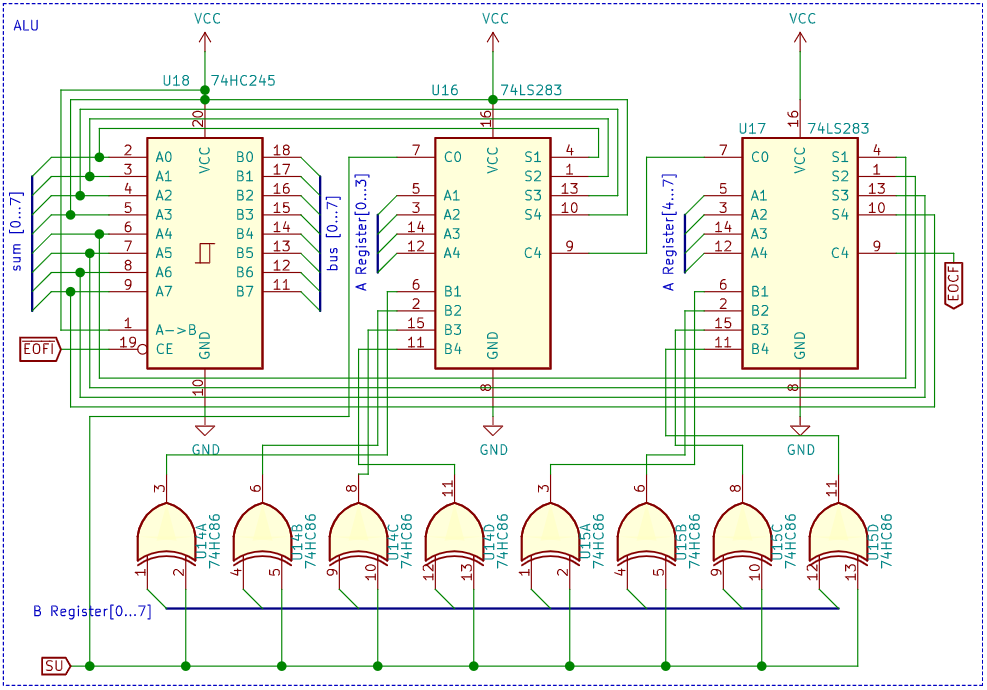 ALU
VCC
VCC
VCC
U18 74HC245
U16 74LS283
U17 74LS283
20
16
16
VCC
VCC
VCC
2 A0 B0 18
3 A1 B1 17
4 A2 B2 16
5 A3 B3 15
6 A4 B4 14
7 A5 B5 13
8 A6 B6 12
9 A7 B7 11
1 A->B
19 CE
GND
10
GND
sum [0..7]
bus [0..7]
EOFI
7 C0 S1 4
S2 1
5 A1 S3 13
3 A2 S4 10
14 A3
12 A4 C4 9
6 B1
2 B2
15 B3
11 B4
GND
8
GND
A Register[0...3]
7 C0 S1 4
S2 1
5 A1 S3 13
3 A2 S4 10
14 A3
12 A4 C4 9
6 B1
2 B2
15 B3
11 B4
GND
8
GND
A Register[4...7]
EOCF
3
6
8
11
3
6
8
11
U14A
74HC86
U14B
74HC86
U14C
74HC86
U14D
74HC86
U15A
74HC86
U15B
74HC86
U15C
74HC86
U15D
74HC86
1 2
4 5
9 10
12 13
1 2
4 5
9 10
12 13
B Register[0...7]
SU